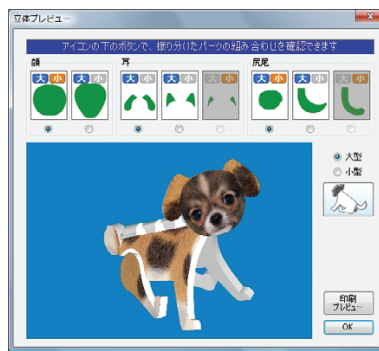 立体プレビュー
アイコンの下のボタンで、振り分けたパーツの組み合わせを確認できます
顔
耳
尻尾
大 小
大 小
大 小
大 小
大 小
大 小
大 小
大 小
大型
小型
印刷
プレビュー
OK